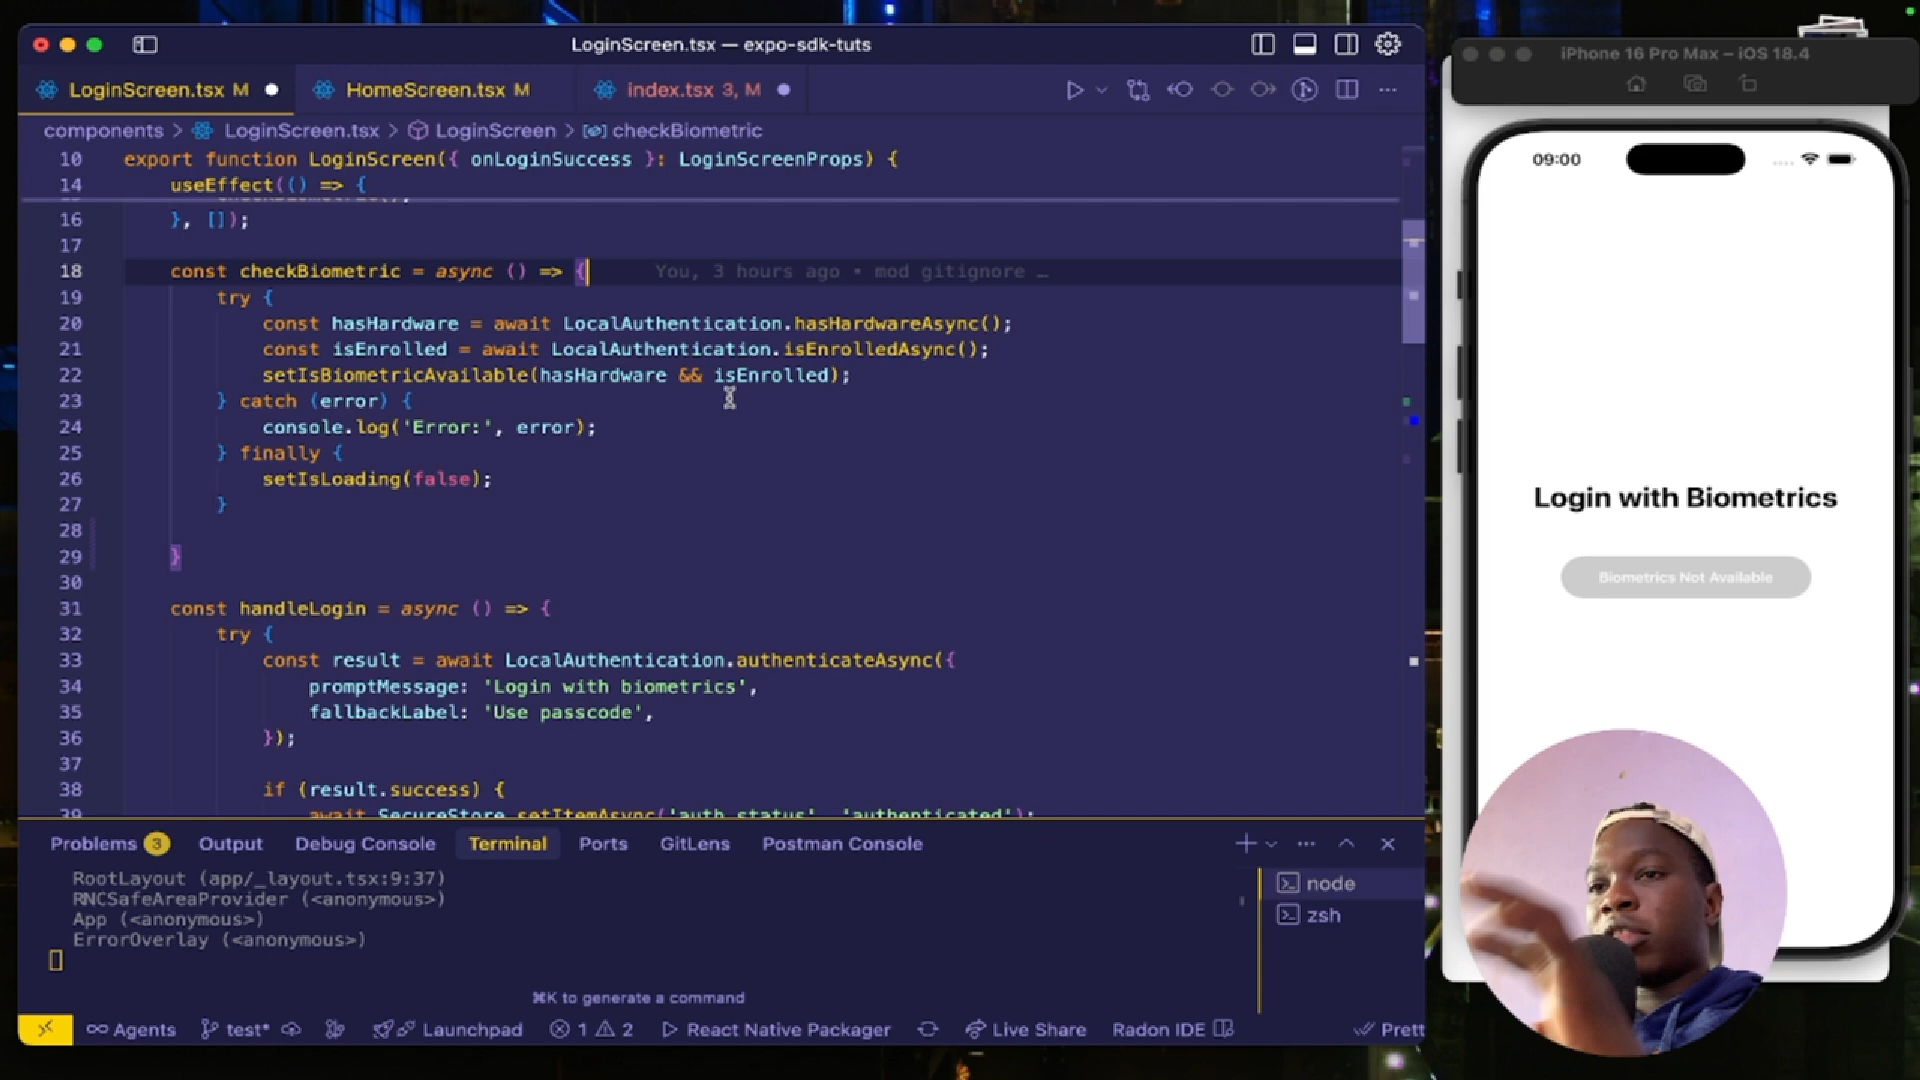 LoginScreen.tsx — expo-sdk-tuts
LoginScreen.tsx M
HomeScreen.tsx M
index.tsx 3, M
components > LoginScreen.tsx > LoginScreen > checkBiometric
10 export function LoginScreen({ onLoginSuccess }: LoginScreenProps) {
14 useEffect(() => {
16 }, []);
17
18 const checkBiometric = async () => { You, 3 hours ago • mod gitignore …
19 try {
20 const hasHardware = await LocalAuthentication.hasHardwareAsync();
21 const isEnrolled = await LocalAuthentication.isEnrolledAsync();
22 setIsBiometricAvailable(hasHardware && isEnrolled);
23 } catch (error) {
24 console.log('Error:', error);
25 } finally {
26 setIsLoading(false);
27 }
28
29 }
30
31 const handleLogin = async () => {
32 try {
33 const result = await LocalAuthentication.authenticateAsync({
34 promptMessage: 'Login with biometrics',
35 fallbackLabel: 'Use passcode',
36 });
37
38 if (result.success) {
39 await SecureStore.setItemAsync('auth_status', 'authenticated');
Problems 3 Output Debug Console Terminal Ports GitLens Postman Console
RootLayout (app/_layout.tsx:9:37)
RNCSafeAreaProvider (<anonymous>)
App (<anonymous>)
ErrorOverlay (<anonymous>)
⌘K to generate a command
node
zsh
Agents test* Launchpad 1 2 React Native Packager Live Share Radon IDE Prett
iPhone 16 Pro Max – iOS 18.4
09:00
Login with Biometrics
Biometrics Not Available